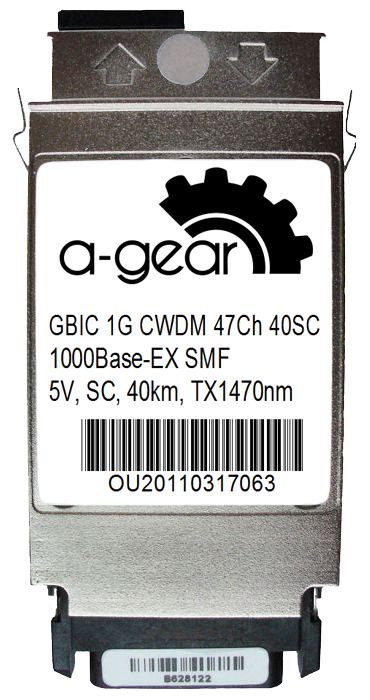 a-gear
GBIC 1G CWDM 47Ch 40SC
1000Base-EX SMF
5V, SC, 40km, TX1470nm
OU20110317063
B628122